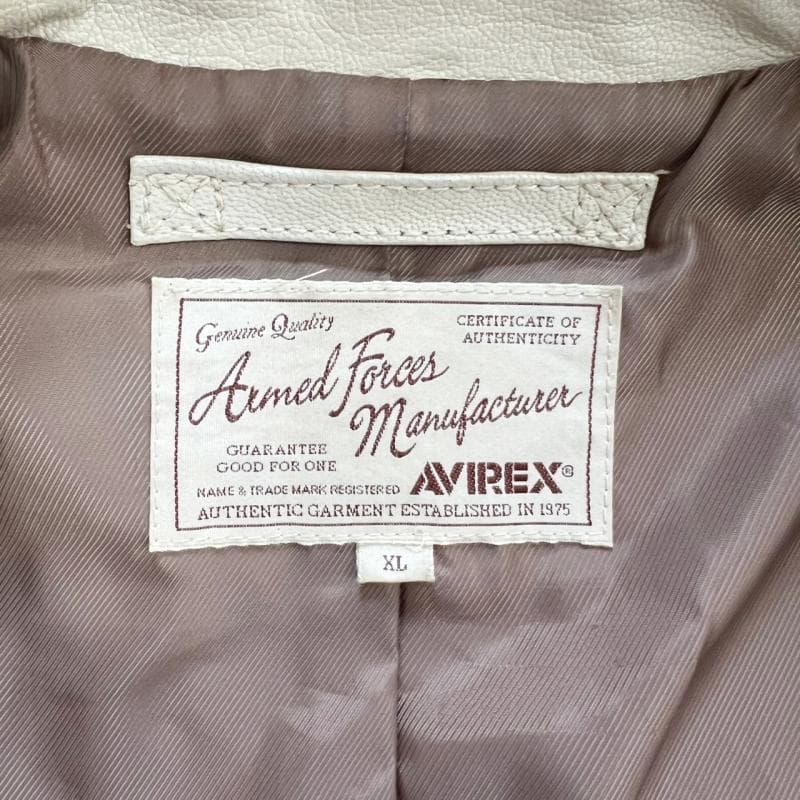 Genuine Quality
CERTIFICATE OF
AUTHENTICITY
Armed Forces
Manufacturer
GUARANTEE
GOOD FOR ONE
NAME & TRADE MARK REGISTERED
AVIREX®
AUTHENTIC GARMENT ESTABLISHED IN 1975
XL